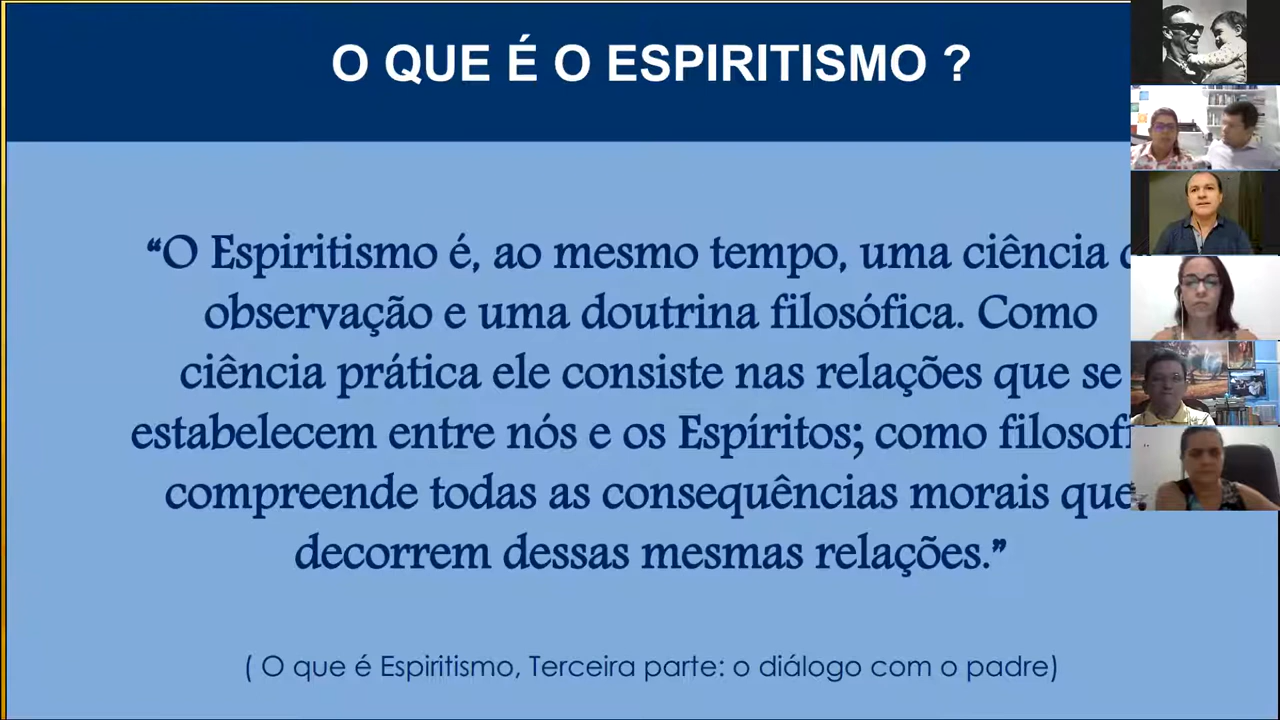 O QUE É O ESPIRITISMO ?
“O Espiritismo é, ao mesmo tempo, uma ciência
observação e uma doutrina filosófica. Como
ciência prática ele consiste nas relações que se
estabelecem entre nós e os Espíritos; como filosofi
compreende todas as consequências morais que
decorrem dessas mesmas relações.”
( O que é Espiritismo, Terceira parte: o diálogo com o padre)